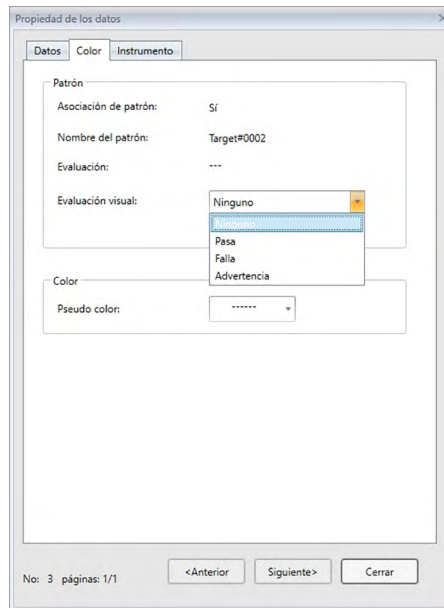 Propiedad de los datos
Datos Color Instrumento
Patrón
Asociación de patrón: Sí
Nombre del patrón: Target#0002
Evaluación: ---
Evaluación visual: Ninguno
Ninguno
Pasa
Falla
Advertencia
Color
Pseudo color: ------
No: 3 páginas: 1/1 <Anterior Siguiente> Cerrar